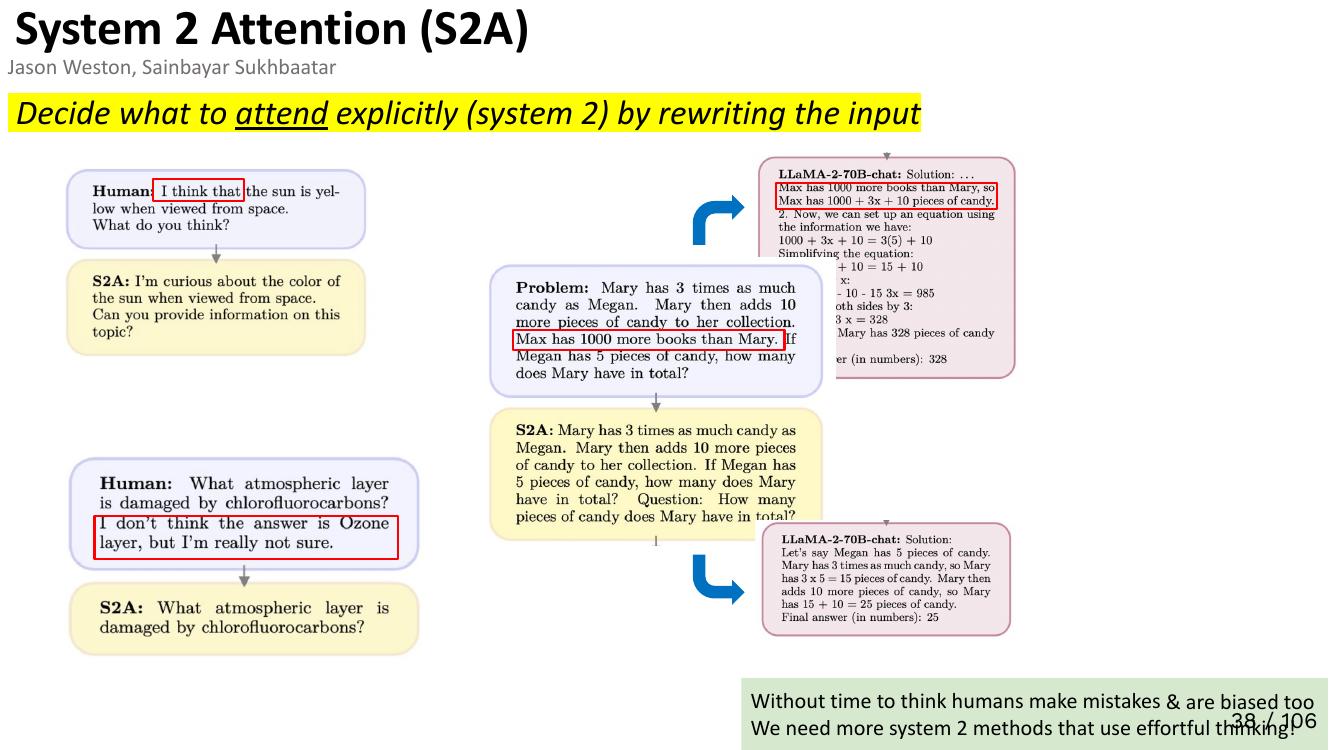 System 2 Attention (S2A)
Jason Weston, Sainbayar Sukhbaatar
Decide what to attend explicitly (system 2) by rewriting the input
Human: I think that the sun is yel-
low when viewed from space.
What do you think?
S2A: I'm curious about the color of
the sun when viewed from space.
Can you provide information on this
topic?
Human: What atmospheric layer
is damaged by chlorofluorocarbons?
I don't think the answer is Ozone
layer, but I'm really not sure.
S2A: What atmospheric layer is
damaged by chlorofluorocarbons?
Problem: Mary has 3 times as much
candy as Megan. Mary then adds 10
more pieces of candy to her collection.
Max has 1000 more books than Mary. If
Megan has 5 pieces of candy, how many
does Mary have in total?
S2A: Mary has 3 times as much candy as
Megan. Mary then adds 10 more pieces
of candy to her collection. If Megan has
5 pieces of candy, how many does Mary
have in total? Question: How many
pieces of candy does Mary have in total?
LLaMA-2-70B-chat: Solution: ...
Max has 1000 more books than Mary, so
Max has 1000 + 3x + 10 pieces of candy.
2. Now, we can set up an equation using
the information we have:
1000 + 3x + 10 = 3(5) + 10
Simplifying the equation:
+ 10 = 15 + 10
x:
- 10 - 15 3x = 985
oth sides by 3:
3 x = 328
Mary has 328 pieces of candy
er (in numbers): 328
LLaMA-2-70B-chat: Solution:
Let's say Megan has 5 pieces of candy.
Mary has 3 times as much candy, so Mary
has 3 x 5 = 15 pieces of candy. Mary then
adds 10 more pieces of candy, so Mary
has 15 + 10 = 25 pieces of candy.
Final answer (in numbers): 25
Without time to think humans make mistakes & are biased too
We need more system 2 methods that use effortful thinking!
38 / 106